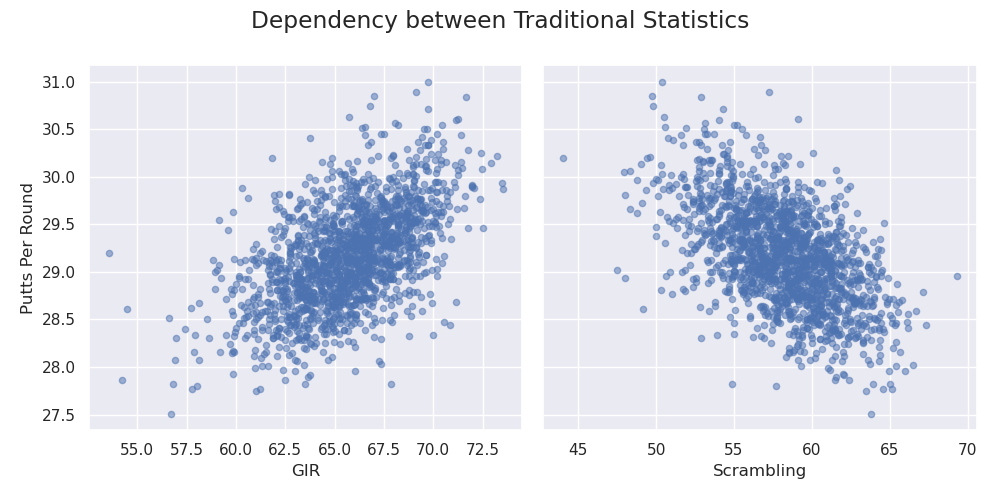 Dependency between Traditional Statistics
Putts Per Round
31.0
30.5
30.0
29.5
29.0
28.5
28.0
27.5
55.0 57.5 60.0 62.5 65.0 67.5 70.0 72.5
GIR
45 50 55 60 65 70
Scrambling